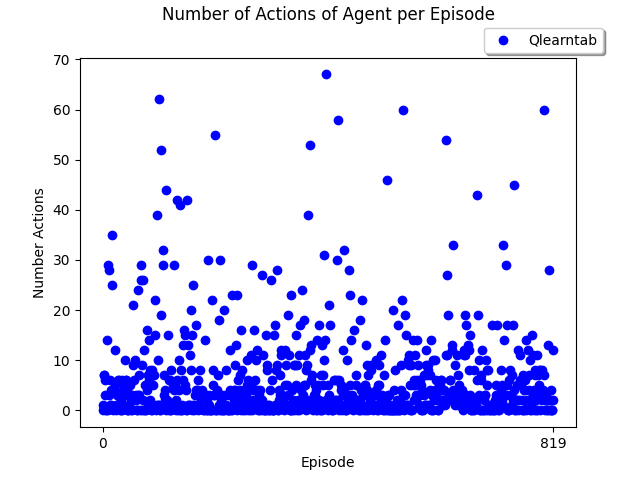 Number of Actions of Agent per Episode
Qlearntab
70
60
50
40
30
20
10
0
Number Actions
0 819
Episode